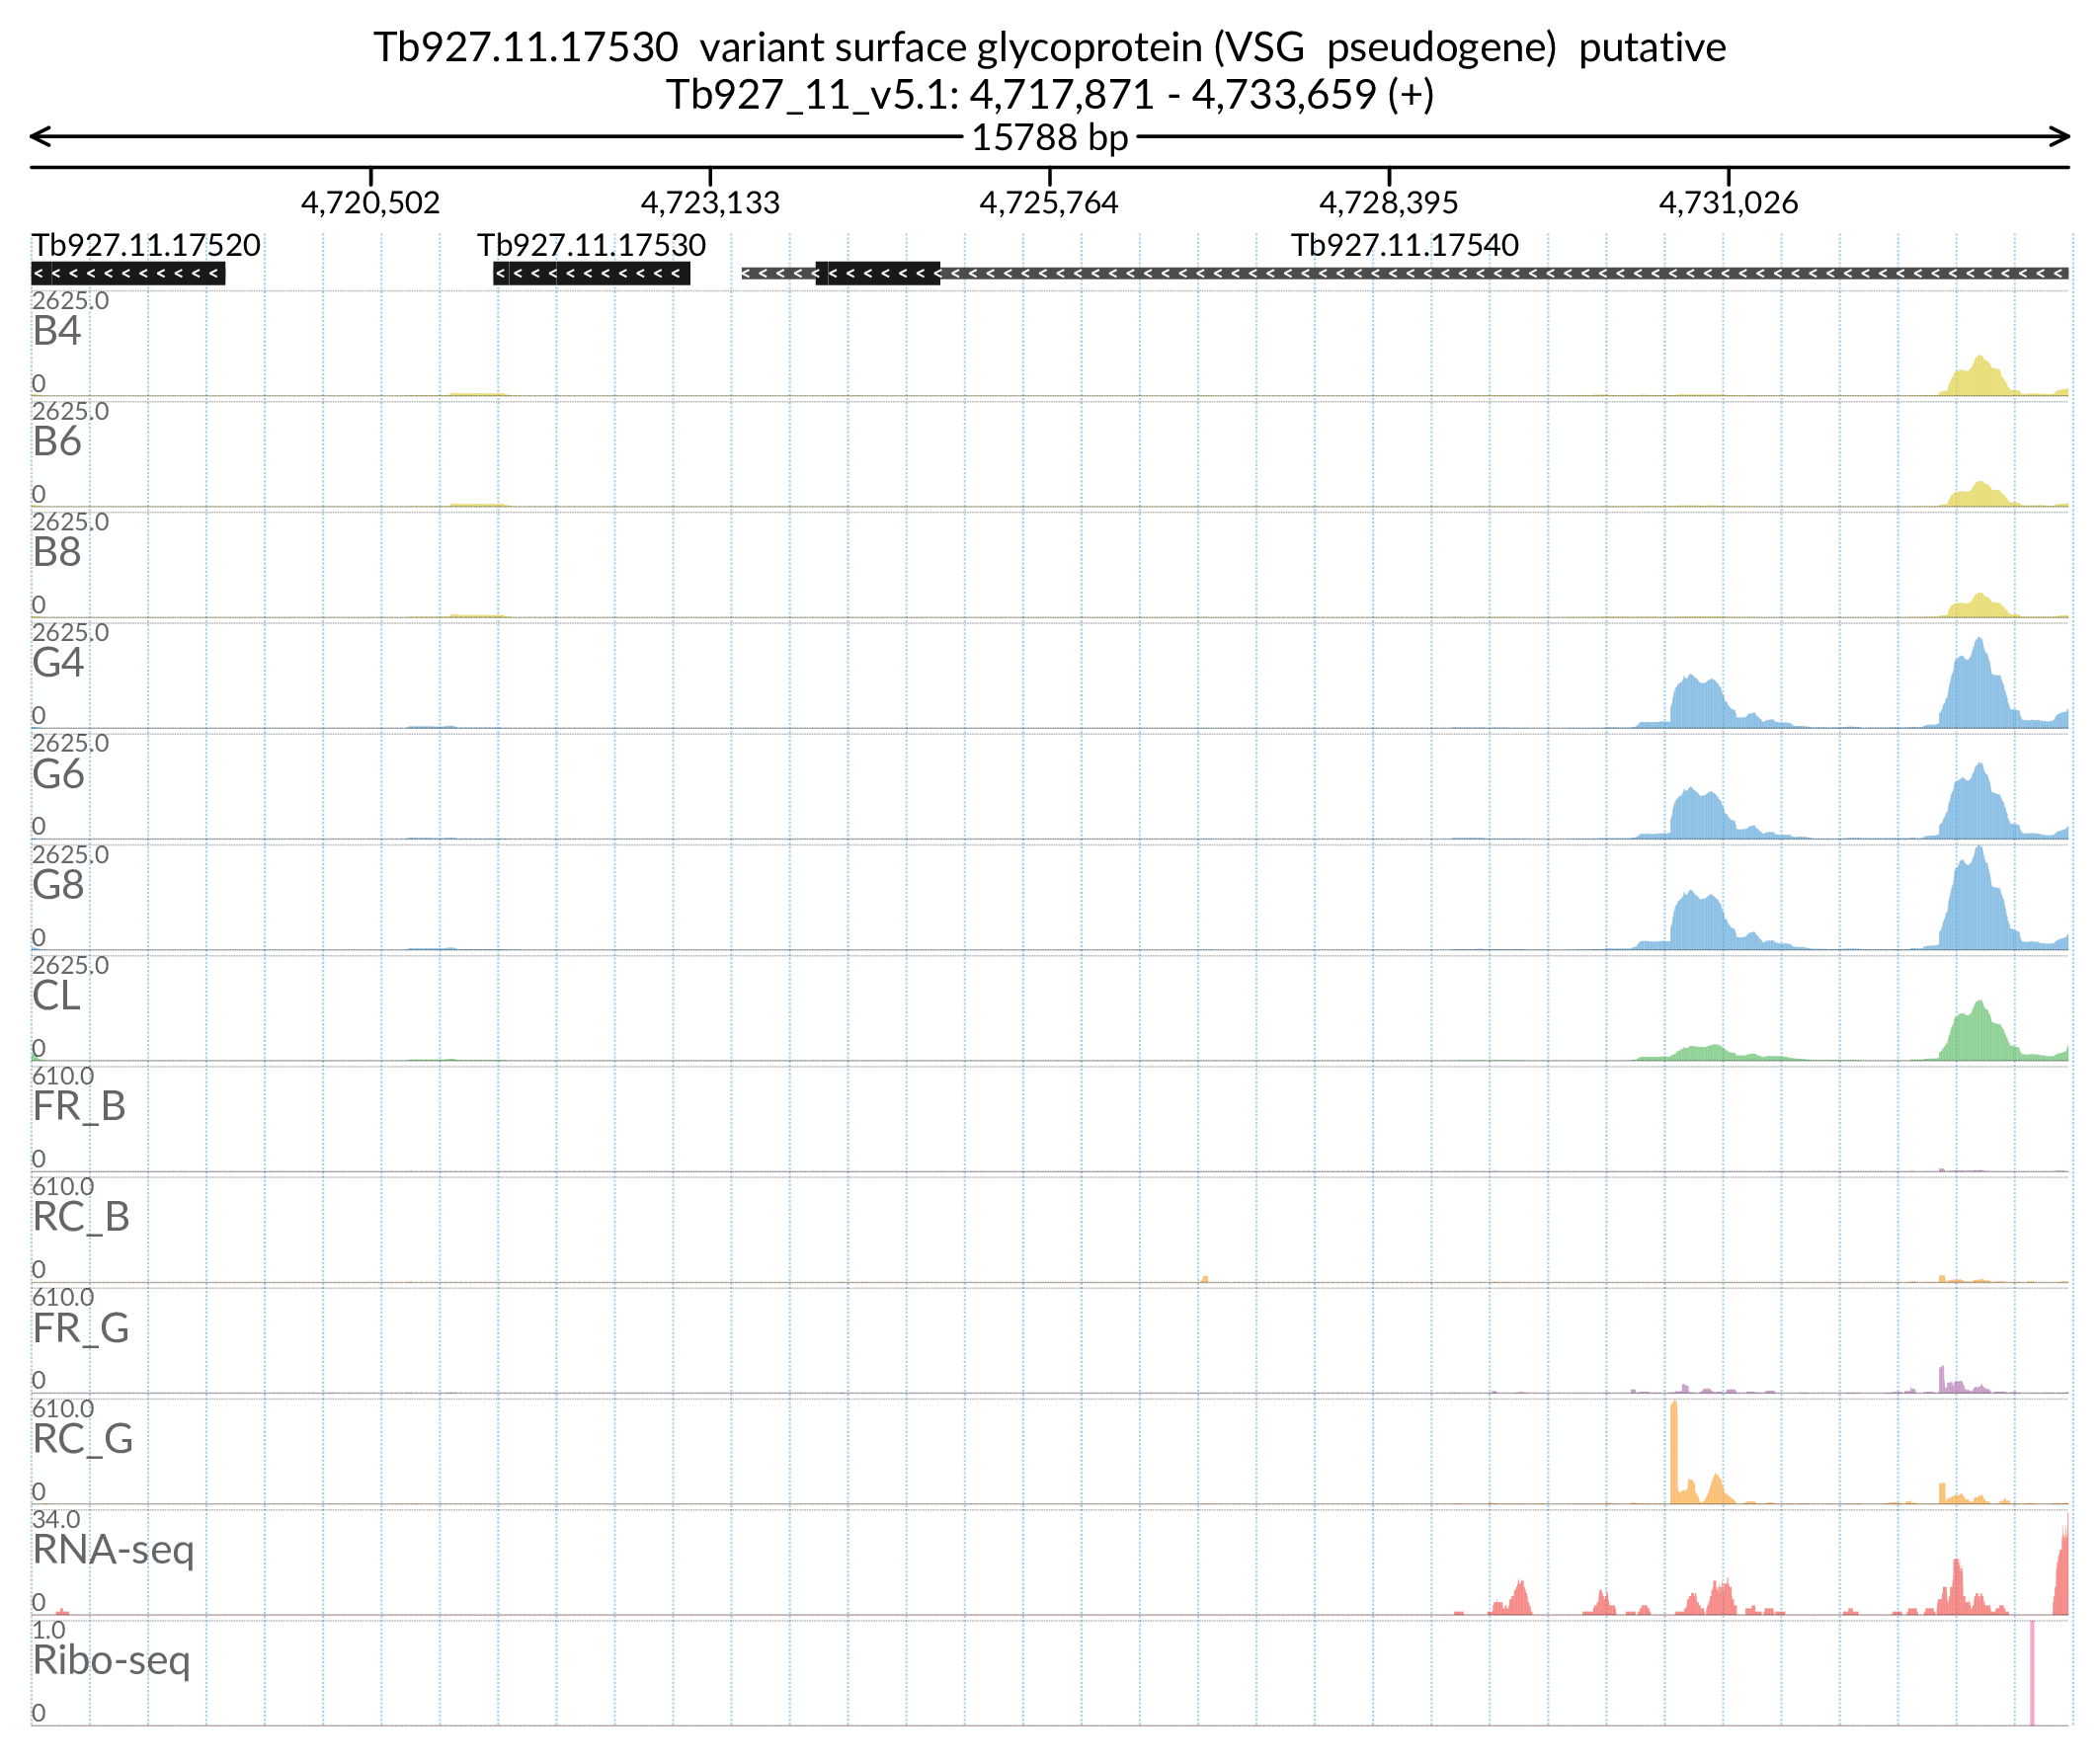 Tb927.11.17530  variant surface glycoprotein (VSG  pseudogene)  putative
Tb927_11_v5.1: 4,717,871 - 4,733,659 (+)
15788 bp
4,720,502 4,723,133 4,725,764 4,728,395 4,731,026
Tb927.11.17520 Tb927.11.17530 Tb927.11.17540
2625.0
B4
0
2625.0
B6
0
2625.0
B8
0
2625.0
G4
0
2625.0
G6
0
2625.0
G8
0
2625.0
CL
0
610.0
FR_B
0
610.0
RC_B
0
610.0
FR_G
0
610.0
RC_G
0
34.0
RNA-seq
0
1.0
Ribo-seq
0